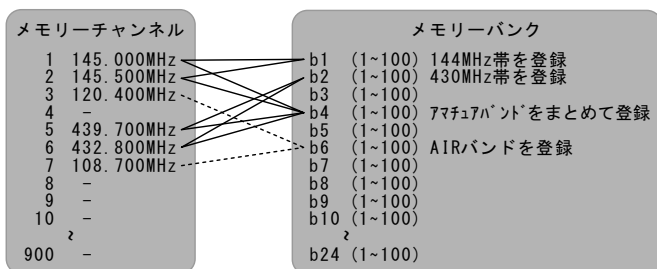 メモリーチャンネル
1 145.000MHz
2 145.500MHz
3 120.400MHz
4 -
5 439.700MHz
6 432.800MHz
7 108.700MHz
8 -
9 -
10 -
~
900 -
メモリーバンク
b1 (1~100) 144MHz帯を登録
b2 (1~100) 430MHz帯を登録
b3 (1~100)
b4 (1~100) アマチュアバンドをまとめて登録
b5 (1~100)
b6 (1~100) AIRバンドを登録
b7 (1~100)
b8 (1~100)
b9 (1~100)
b10 (1~100)
~
b24 (1~100)